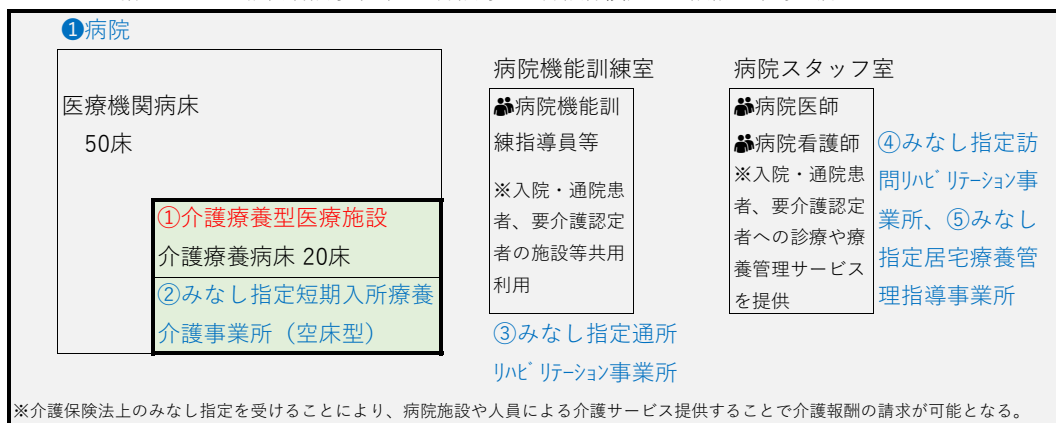 ❶病院
医療機関病床
50床
①介護療養型医療施設
介護療養病床 20床
②みなし指定短期入所療養
介護事業所（空床型）
病院機能訓練室
病院機能訓
練指導員等
※入院・通院患
者、要介護認定
者の施設等共用
利用
③みなし指定通所
ﾘﾊﾋﾞﾘﾃｰｼｮﾝ事業所
病院スタッフ室
病院医師
病院看護師
※入院・通院患
者、要介護認定
者への診療や療
養管理サービス
を提供
④みなし指定訪
問ﾘﾊﾋﾞﾘﾃｰｼｮﾝ事
業所、⑤みなし
指定居宅療養管
理指導事業所
※介護保険法上のみなし指定を受けることにより、病院施設や人員による介護サービス提供することで介護報酬の請求が可能となる。